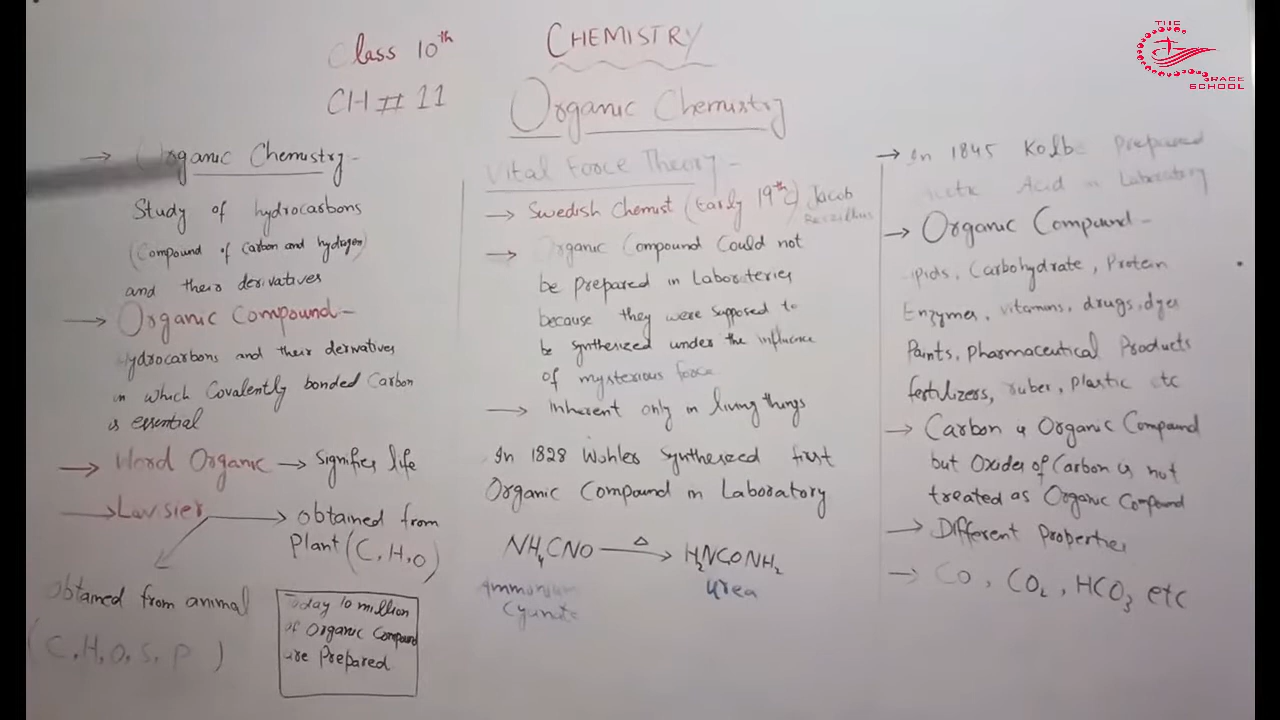 Class 10th
CH # 11
CHEMISTRY
Organic Chemistry
THE
GRACE
SCHOOL
→ Organic Chemistry-
Study of hydrocarbons
(Compound of Carbon and hydrogen)
and their derivatives
→ Organic Compound-
Hydrocarbons and their derivatives
in which Covalently bonded Carbon
is essential
→ Word Organic → Signifies life
→ Lavisier → obtained from
Plant (C, H, O)
obtained from animal
(C, H, O, S, P)
Today 10 million
of Organic Compound
are Prepared
Vital Force Theory-
→ Swedish Chemist (Early 19th C) Jacob
→ Organic Compound Could not
be prepared in Laboriteries
because they were supposed to
be synthesized under the influence
of mysterious force
→ Inherent only in living things
In 1828 Wohler Synthesized first
Organic Compound in Laboratory
NH₄CNO —Δ→ H₂NCONH₂
Ammonium
Cyanate
Urea
→ In 1845 Kolbe Prepared
Acetic Acid in Laboratory
→ Organic Compound-
lipids, Carbohydrate, Protein
Enzymes, vitamins, drugs, dyes
Paints, Pharmaceutical Products
fertilizers, ruber, Plastic etc
→ Carbon is Organic Compound
but Oxides of Carbon is not
treated as Organic Compound
→ Different Properties
→ CO, CO₂, HCO₃ etc